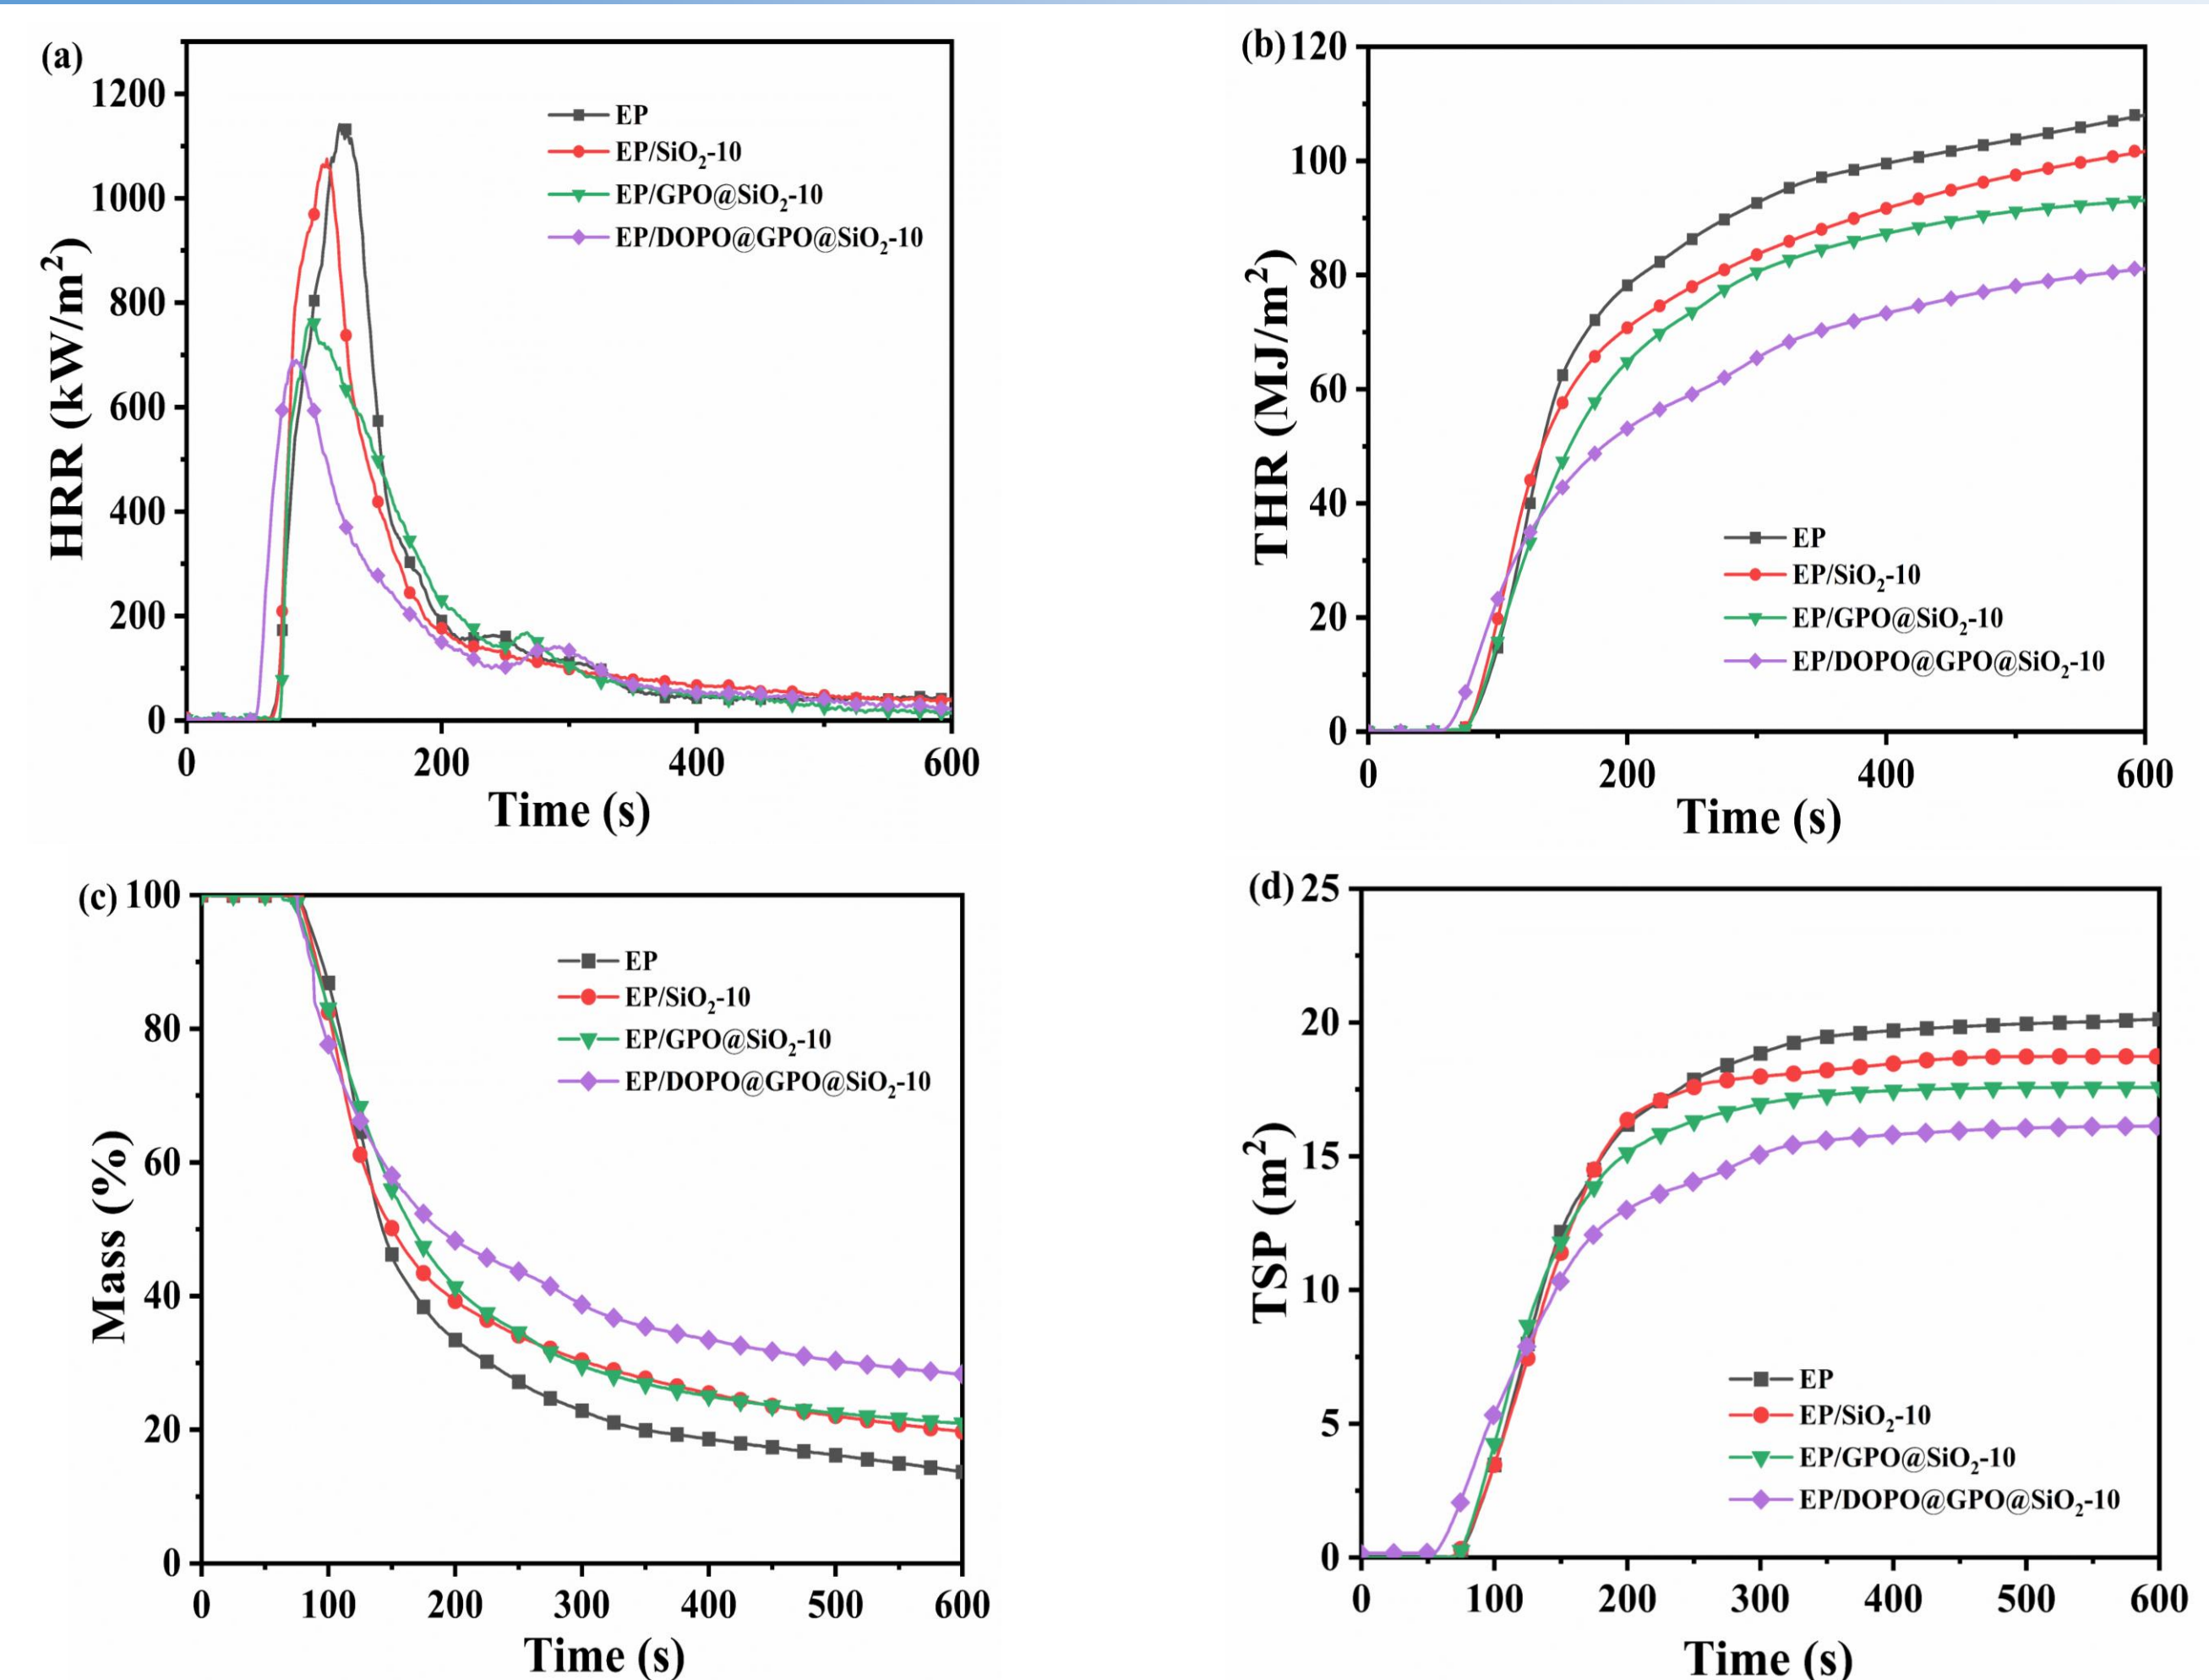 (a)
1200
1000
800
600
400
200
0
HRR (kW/m²)
EP
EP/SiO₂-10
EP/GPO@SiO₂-10
EP/DOPO@GPO@SiO₂-10
0 200 400 600
Time (s)
(b)
120
100
80
60
40
20
0
THR (MJ/m²)
EP
EP/SiO₂-10
EP/GPO@SiO₂-10
EP/DOPO@GPO@SiO₂-10
0 200 400 600
Time (s)
(c)
100
80
60
40
20
0
Mass (%)
EP
EP/SiO₂-10
EP/GPO@SiO₂-10
EP/DOPO@GPO@SiO₂-10
0 100 200 300 400 500 600
Time (s)
(d)
25
20
15
10
5
0
TSP (m²)
EP
EP/SiO₂-10
EP/GPO@SiO₂-10
EP/DOPO@GPO@SiO₂-10
0 100 200 300 400 500 600
Time (s)